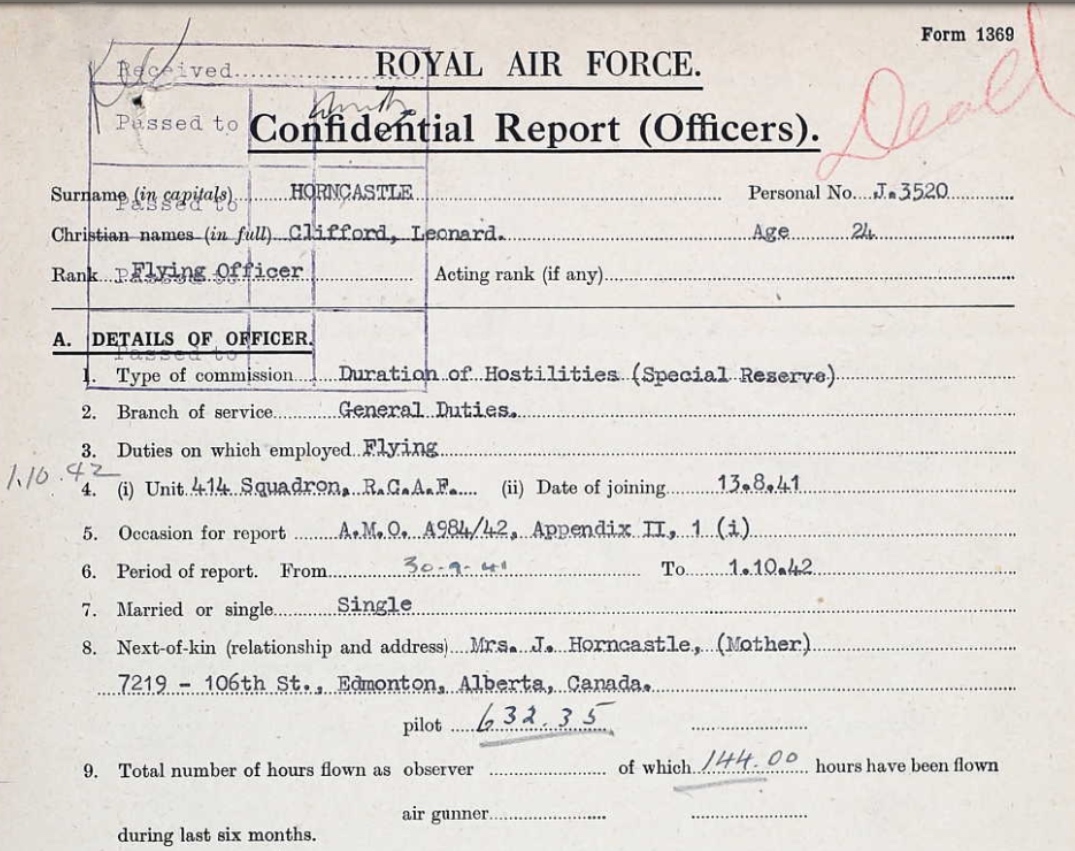 Form 1369
Received
ROYAL AIR FORCE.
Dead
Passed to
Confidential Report (Officers).
Surname (in capitals) HORNCASTLE Personal No. J.3520
Passed to
Christian names (in full) Clifford, Leonard. Age 24
Rank Flying Officer Acting rank (if any)
A. DETAILS OF OFFICER.
Passed to
1. Type of commission Duration of Hostilities (Special Reserve)
2. Branch of service General Duties.
3. Duties on which employed Flying
1.10.42
4. (i) Unit 414 Squadron, R.C.A.F. (ii) Date of joining 13.8.41
5. Occasion for report A.M.O. A984/42, Appendix II, 1 (i)
6. Period of report. From 30-9-41 To 1.10.42
7. Married or single Single
8. Next-of-kin (relationship and address) Mrs. J. Horncastle, (Mother)
7219 - 106th St., Edmonton, Alberta, Canada.
pilot 632.35
9. Total number of hours flown as observer of which 144.00 hours have been flown
air gunner
during last six months.